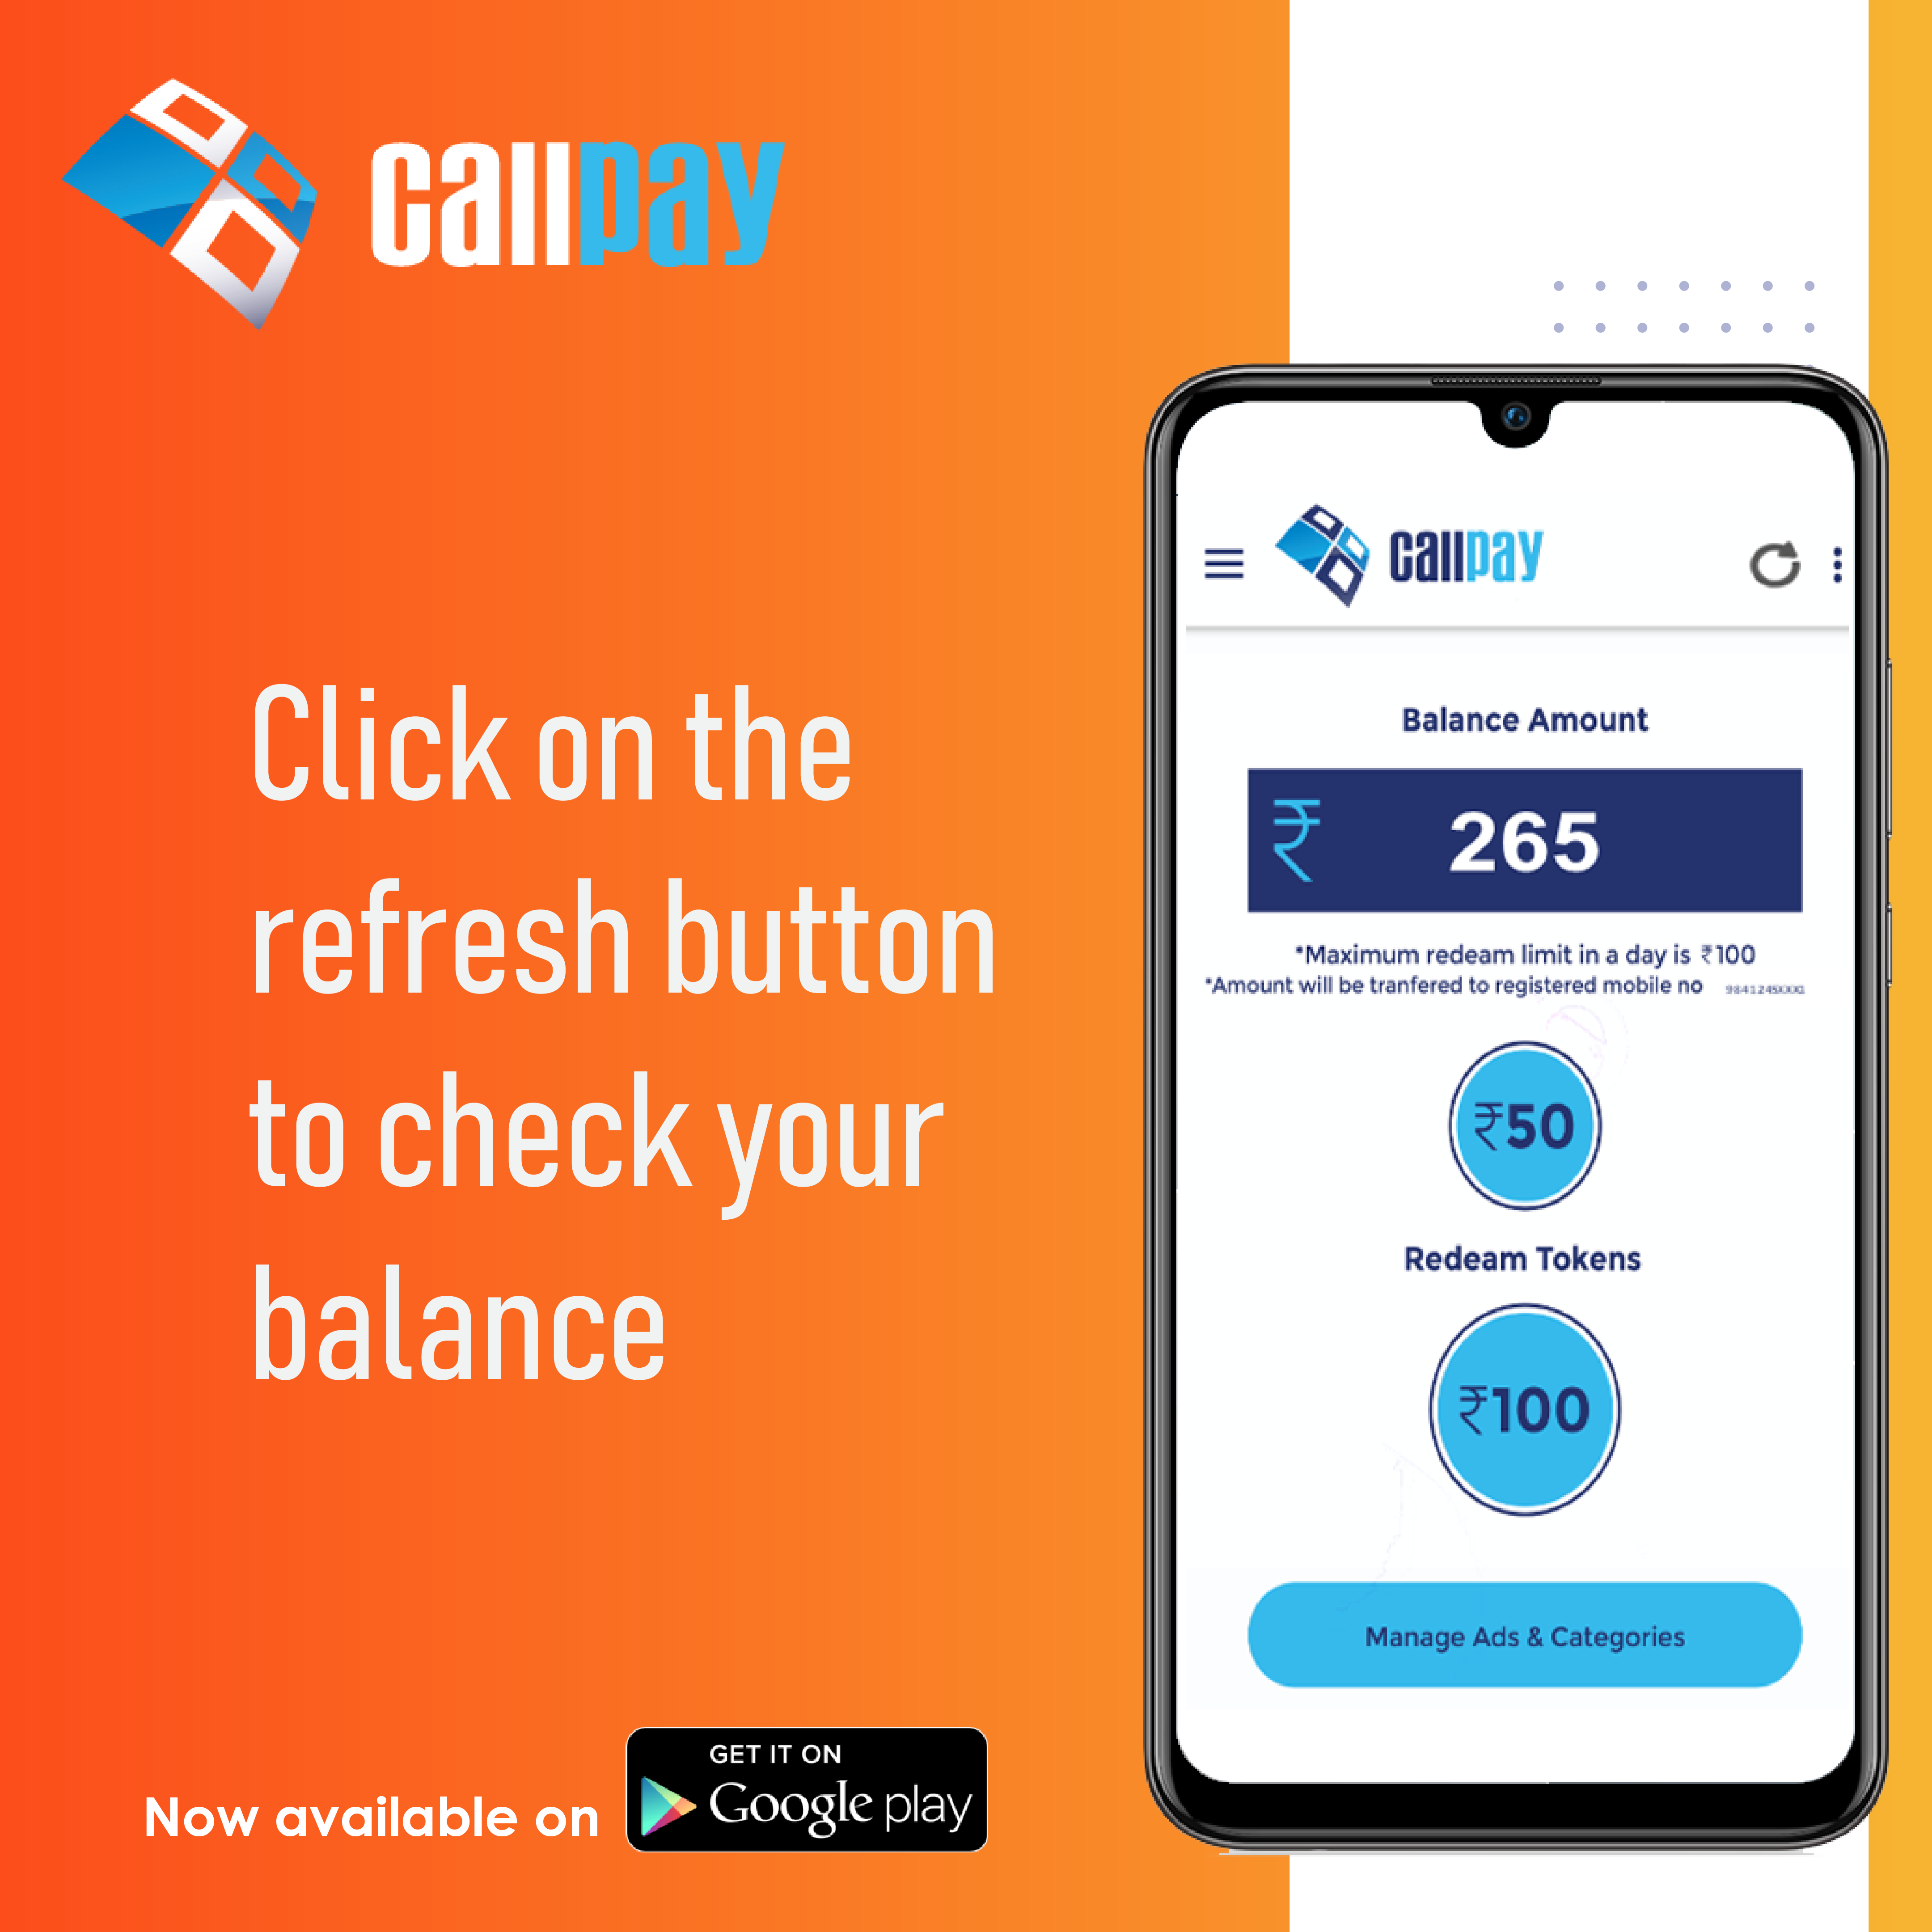 callpay
Click on the
refresh button
to check your
balance
Now available on
GET IT ON
Google play
callpay
Balance Amount
₹ 265
*Maximum redeam limit in a day is ₹100
*Amount will be tranfered to registered mobile no
₹50
Redeam Tokens
₹100
Manage Ads & Categories